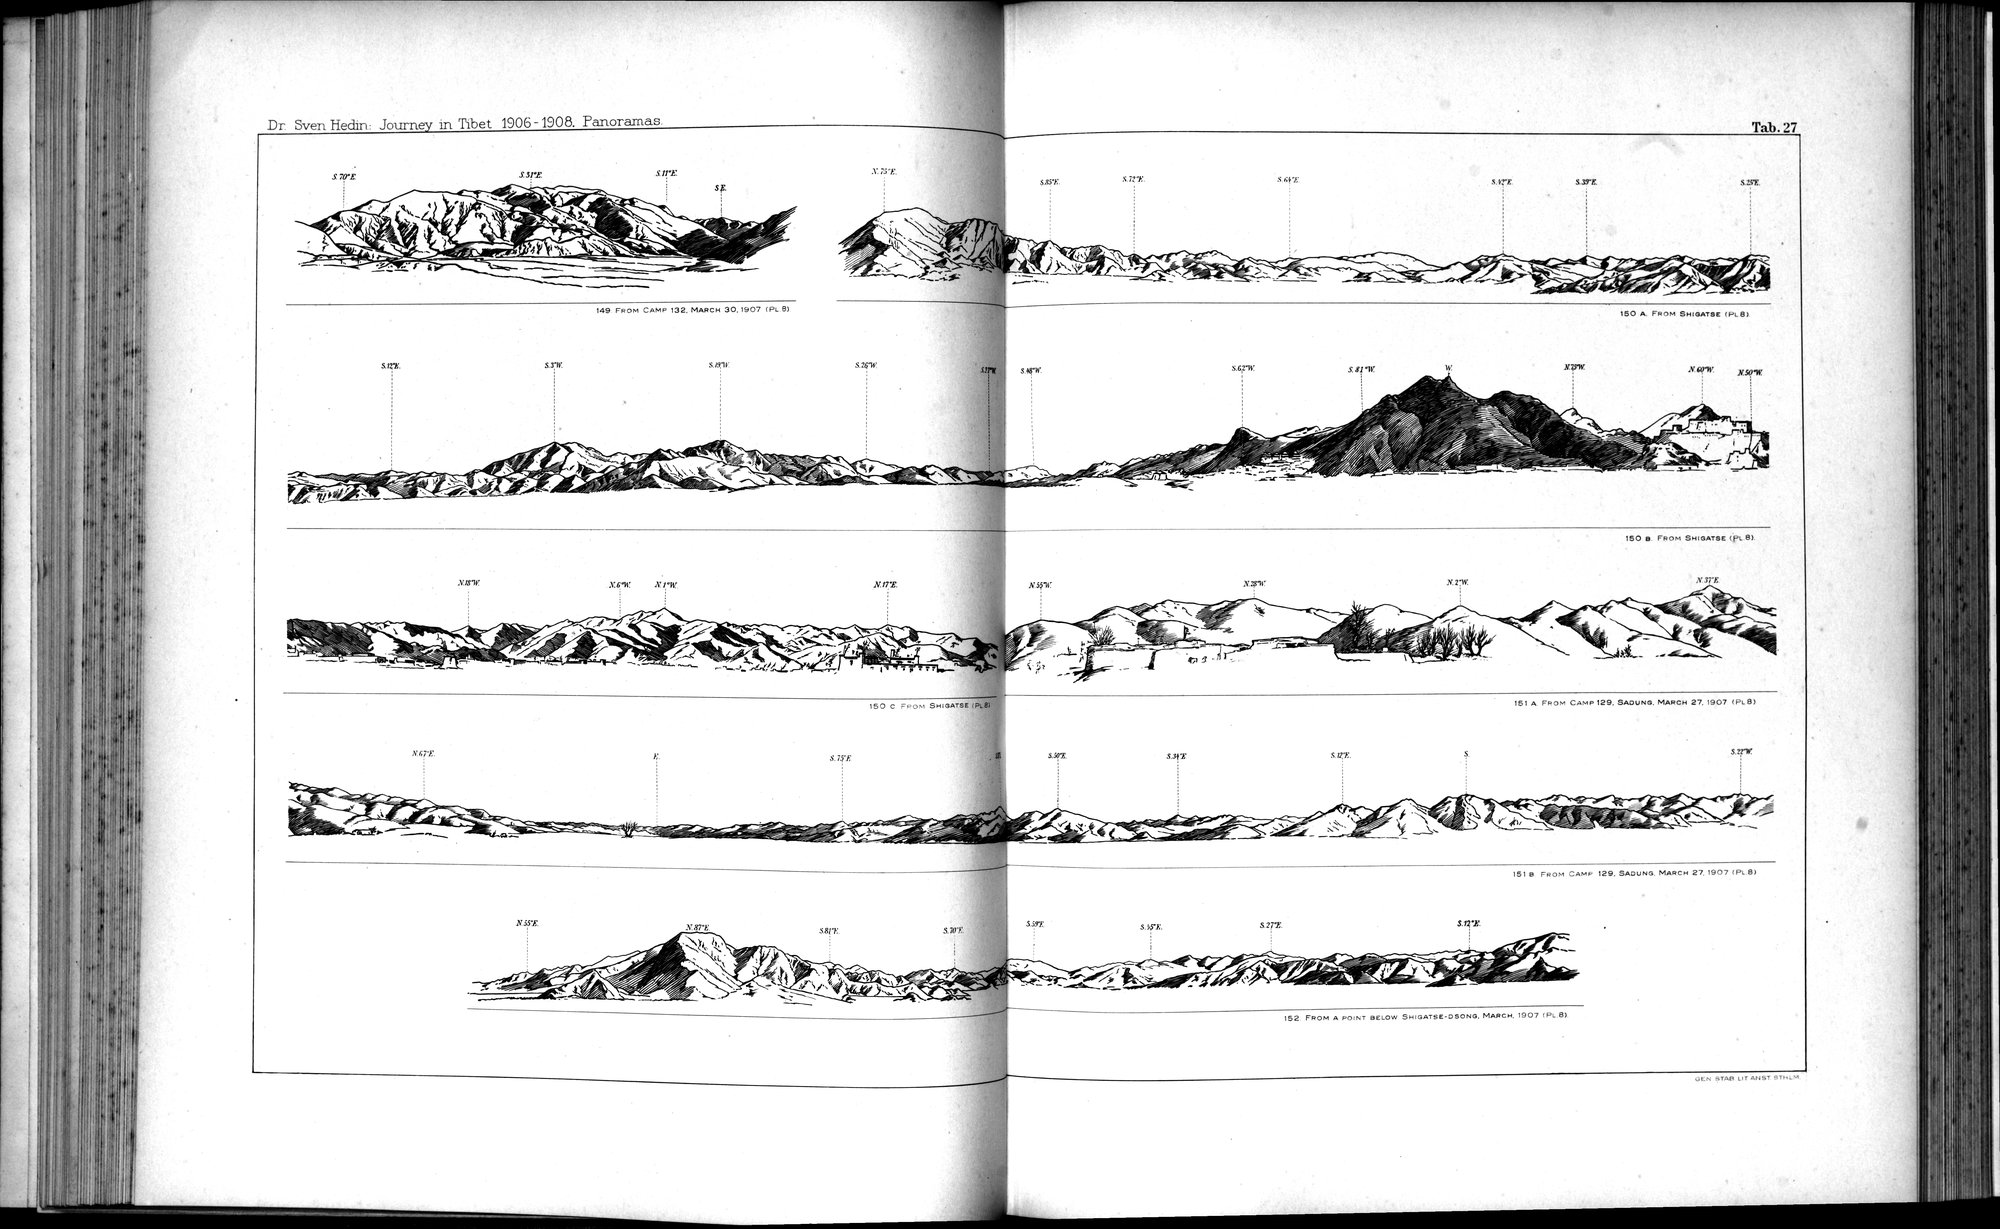 Dr. Sven Hedin: Journey in Tibet 1906-1908. Panoramas.
Tab. 27
S.70°E. S.31°E. S.11°E. S.E.
N.75°E. S.85°E. S.72°E. S.64°E. S.42°E. S.39°E. S.25°E.
149. From Camp 132, March 30, 1907 (Pl.8)
150 A. From Shigatse (Pl.8)
S.12°E. S.3°W. S.19°W. S.26°W. S.48°W. S.62°W. S.81°W. W. N.79°W. N.60°W. N.50°W.
150 B. From Shigatse (Pl.8).
N.18°W. N.6°W. N.1°W. N.17°E.
N.55°W. N.28°W. N.2°W. N.37°E.
150 C From Shigatse (Pl.8)
151 A. From Camp 129, Sadung, March 27, 1907 (Pl.8)
N.67°E. E. S.75°E. S.50°E. S.34°E. S.12°E. S. S.22°W.
151 B From Camp 129, Sadung, March 27, 1907 (Pl.8)
N.55°E. N.87°E. S.81°E. S.70°E. S.59°E. S.45°E. S.27°E. S.12°E.
152. From a point below Shigatse-dsong, March, 1907 (Pl.8).
GEN. STAB. LIT. ANST. STHLM.